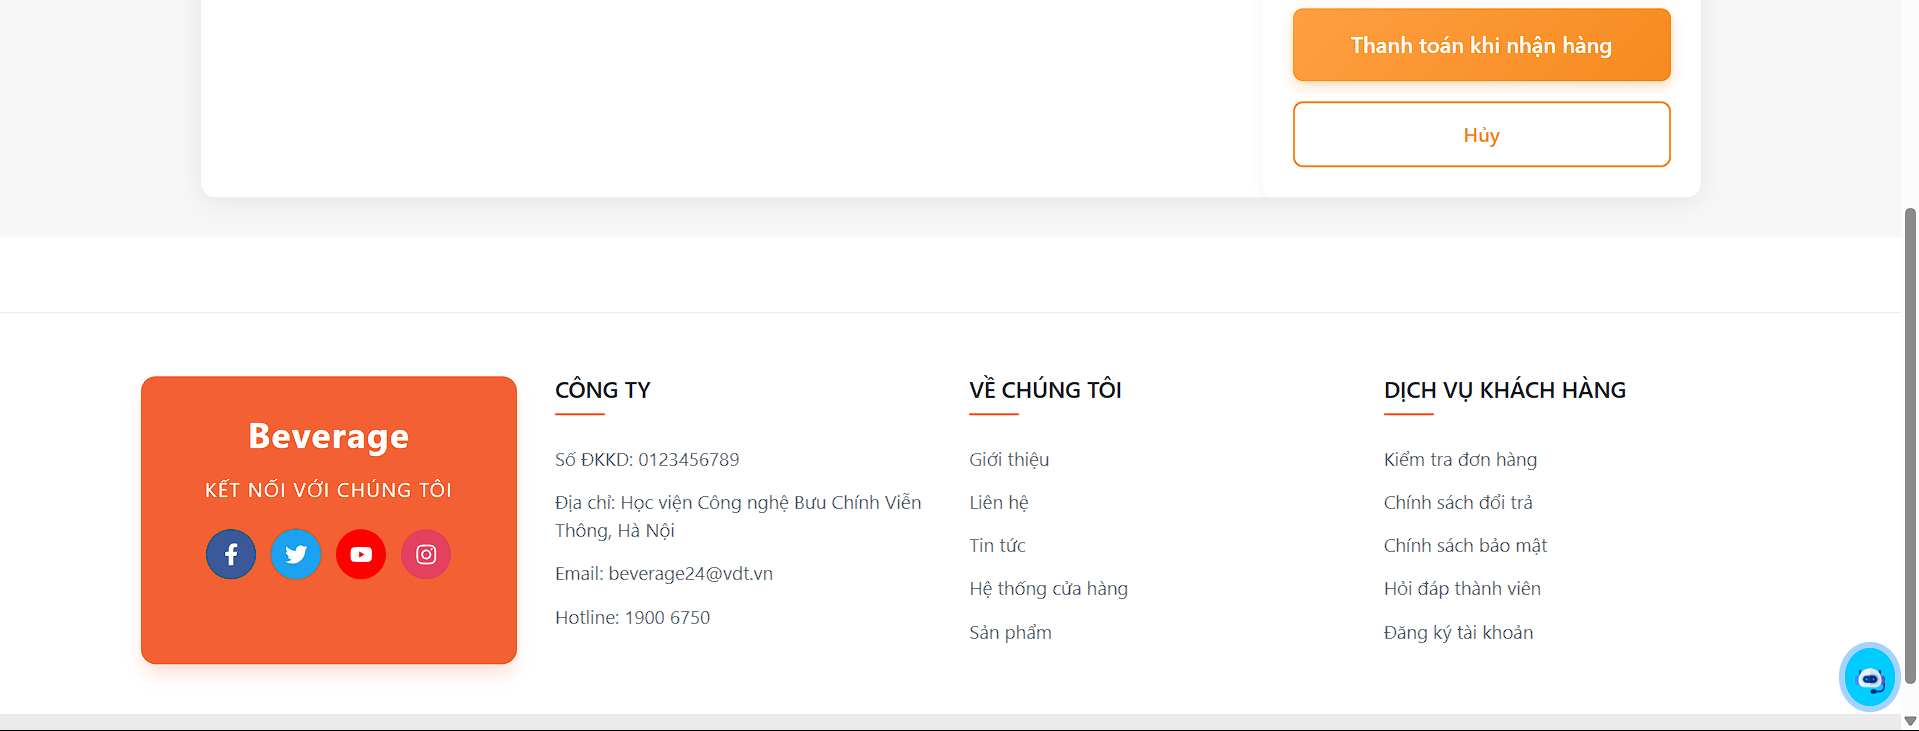 Thanh toán khi nhận hàng
Hủy
Beverage
KẾT NỐI VỚI CHÚNG TÔI
CÔNG TY
Số ĐKKD: 0123456789
Địa chỉ: Học viện Công nghệ Bưu Chính Viễn
Thông, Hà Nội
Email: beverage24@vdt.vn
Hotline: 1900 6750
VỀ CHÚNG TÔI
Giới thiệu
Liên hệ
Tin tức
Hệ thống cửa hàng
Sản phẩm
DỊCH VỤ KHÁCH HÀNG
Kiểm tra đơn hàng
Chính sách đổi trả
Chính sách bảo mật
Hỏi đáp thành viên
Đăng ký tài khoản